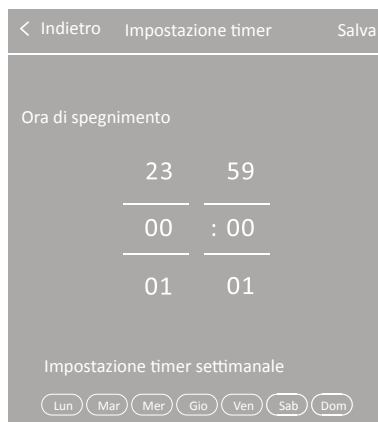 < Indietro Impostazione timer Salva
Ora di spegnimento
23 59
00 : 00
01 01
Impostazione timer settimanale
Lun Mar Mer Gio Ven Sab Dom